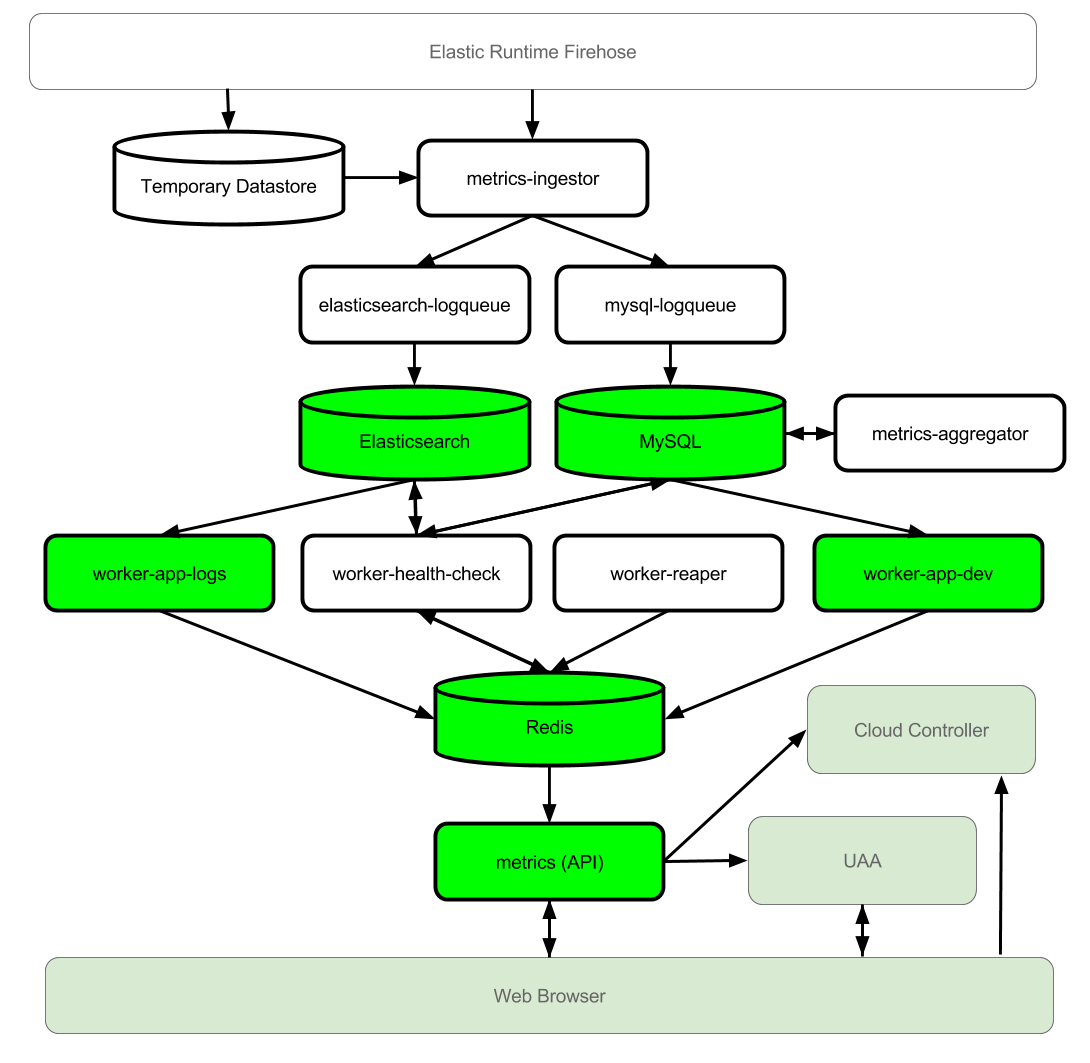 Elastic Runtime Firehose
Temporary Datastore
metrics-ingestor
elasticsearch-logqueue
mysql-logqueue
Elasticsearch
MySQL
metrics-aggregator
worker-app-logs
worker-health-check
worker-reaper
worker-app-dev
Redis
Cloud Controller
metrics (API)
UAA
Web Browser